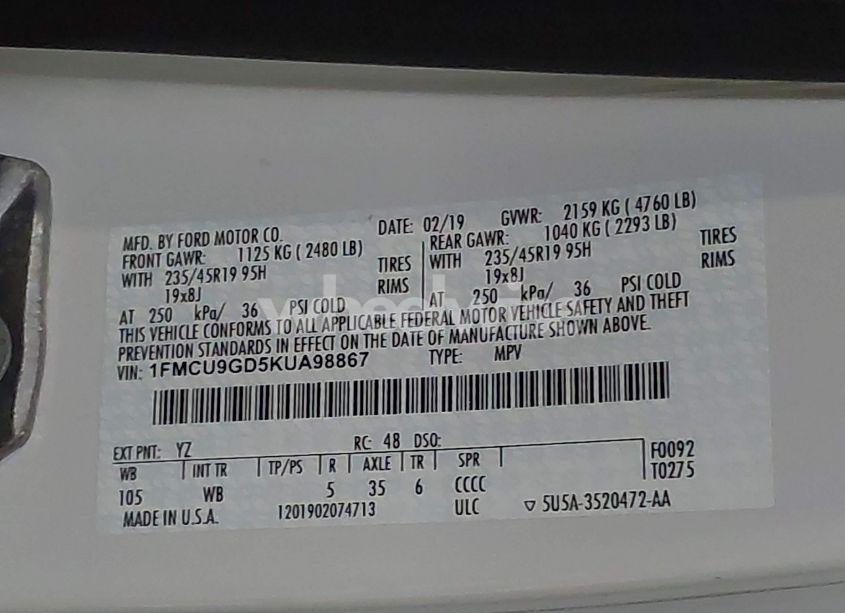 MFD. BY FORD MOTOR CO. DATE: 02/19 GVWR: 2159 KG ( 4760 LB)
FRONT GAWR: 1125 KG ( 2480 LB) REAR GAWR: 1040 KG ( 2293 LB)
WITH 235/45R19 95H TIRES WITH 235/45R19 95H TIRES
19x8J RIMS 19x8J RIMS
AT 250 kPa/ 36 PSI COLD AT 250 kPa/ 36 PSI COLD
THIS VEHICLE CONFORMS TO ALL APPLICABLE FEDERAL MOTOR VEHICLE SAFETY AND THEFT
PREVENTION STANDARDS IN EFFECT ON THE DATE OF MANUFACTURE SHOWN ABOVE.
VIN: 1FMCU9GD5KUA98867 TYPE: MPV
EXT PNT: YZ RC: 48 DSO:
WB INT TR TP/PS R AXLE TR SPR F0092
105 WB 5 35 6 CCCC T0275
MADE IN U.S.A. 1201902074713 ULC ▽ 5U5A-3520472-AA